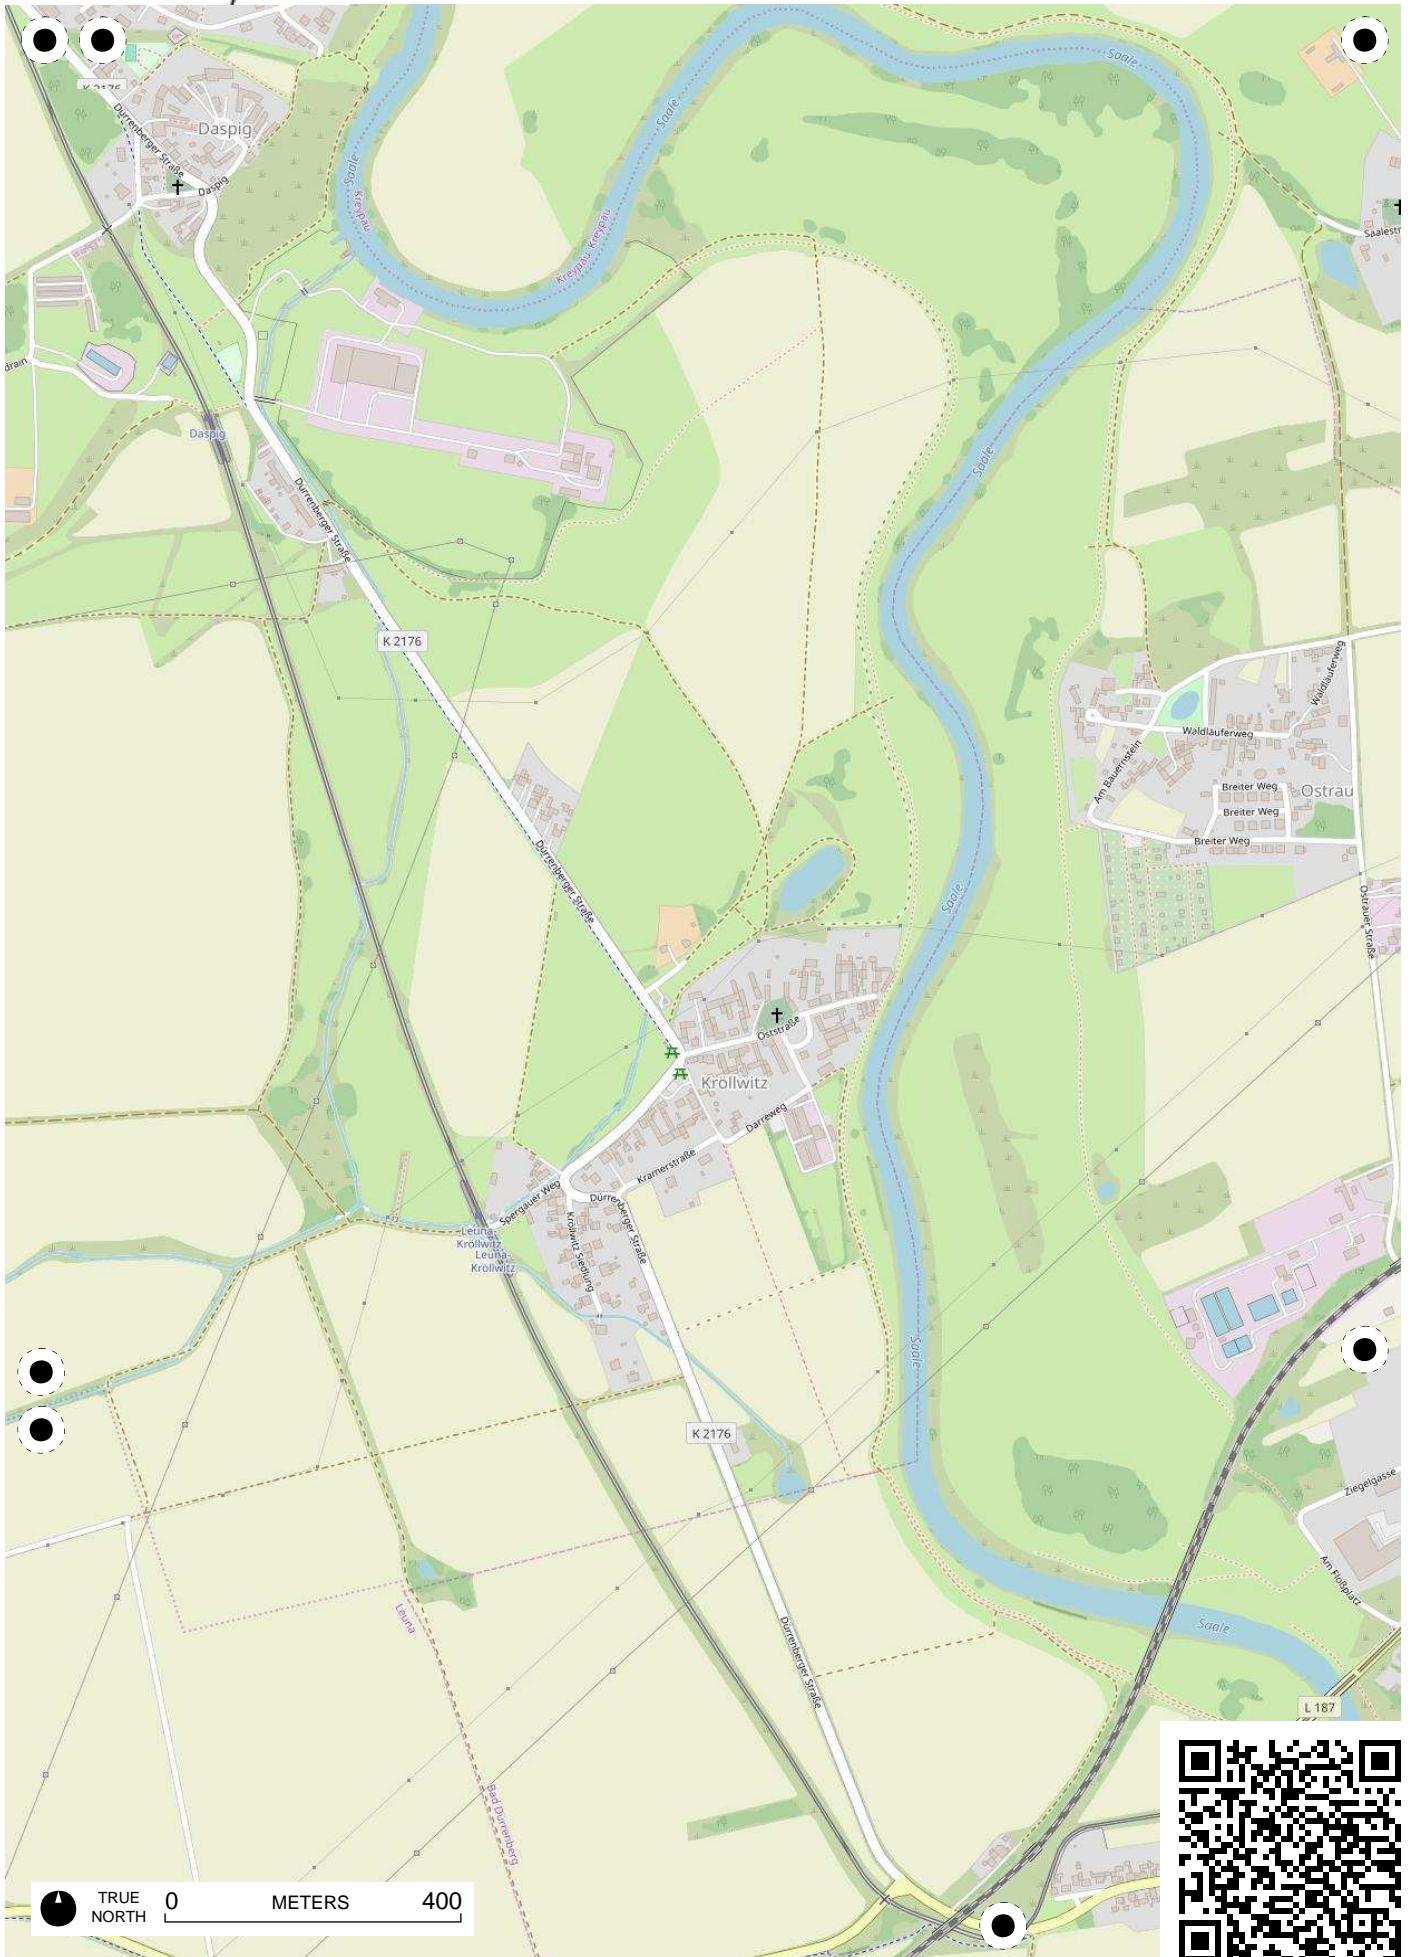 K 2176
Dürrenberger Straße
Daspig
Daspig
Saale
Kreypau
Saale
Kreypau
Kreypau
Saale
Daspig
Dürrenberger Straße
K 2176
Saale
Waldläuferweg
Waldläuferweg
Am Bauernstein
Breiter Weg
Breiter Weg
Breiter Weg
Ostrau
Ostrauer Straße
Dürrenberger Straße
Saale
Oststraße
Kröllwitz
Darreweg
Kramerstraße
Spergauer Weg
Dürrenberger Straße
Kröllwitz Siedlung
Leuna-
Kröllwitz
Leuna-
Kröllwitz
Saale
K 2176
Ziegelgasse
Am Floßplatz
Leuna
Dürrenberger Straße
Saale
L 187
Bad Dürrenberg
TRUE
NORTH
0 METERS 400